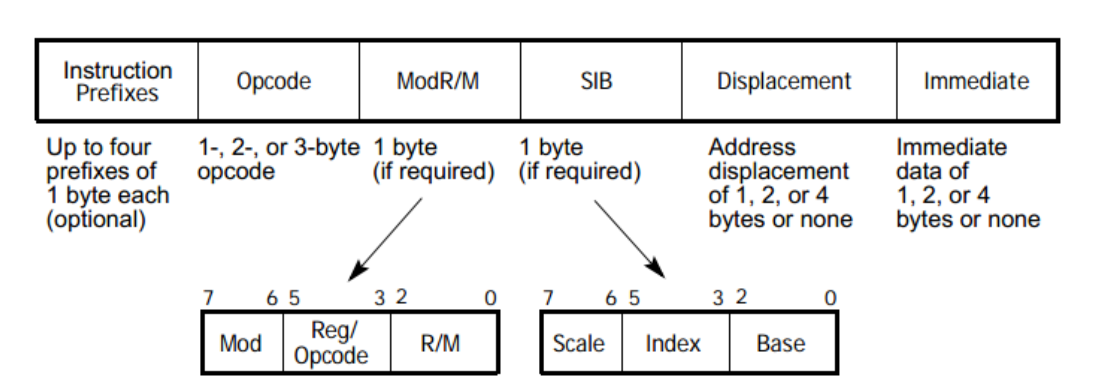 Instruction
Prefixes
Opcode
ModR/M
SIB
Displacement
Immediate
Up to four
prefixes of
1 byte each
(optional)
1-, 2-, or 3-byte
opcode
1 byte
(if required)
1 byte
(if required)
Address
displacement
of 1, 2, or 4
bytes or none
Immediate
data of
1, 2, or 4
bytes or none
7 6 5 3 2 0
Mod
Reg/
Opcode
R/M
7 6 5 3 2 0
Scale
Index
Base